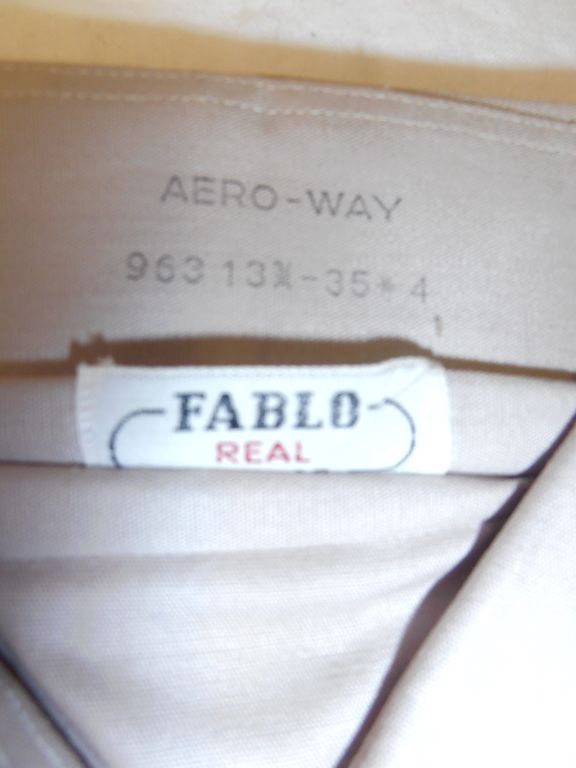 AERO-WAY
963 13¾-35*4
FABLO
REAL